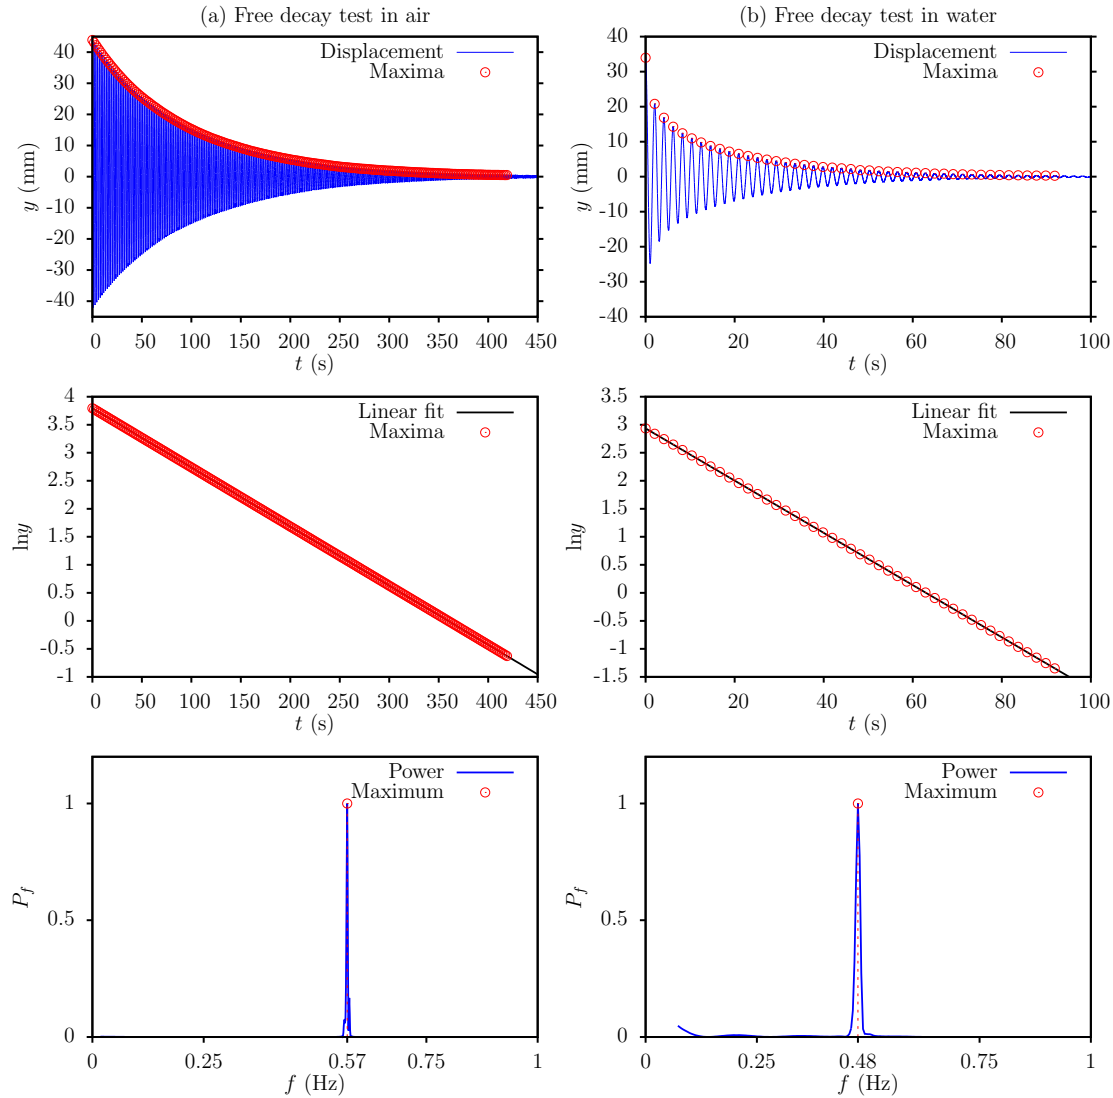 (a) Free decay test in air
(b) Free decay test in water
Displacement
Maxima
40
30
20
10
0
-10
-20
-30
-40
y (mm)
0 50 100 150 200 250 300 350 400 450
t (s)
Displacement
Maxima
40
30
20
10
0
-10
-20
-30
-40
y (mm)
0 20 40 60 80 100
t (s)
Linear fit
Maxima
4
3.5
3
2.5
2
1.5
1
0.5
0
-0.5
-1
lny
0 50 100 150 200 250 300 350 400 450
t (s)
Linear fit
Maxima
3.5
3
2.5
2
1.5
1
0.5
0
-0.5
-1
-1.5
lny
0 20 40 60 80 100
t (s)
Power
Maximum
1
0.5
0
P_f
0 0.25 0.57 0.75 1
f (Hz)
Power
Maximum
1
0.5
0
P_f
0 0.25 0.48 0.75 1
f (Hz)